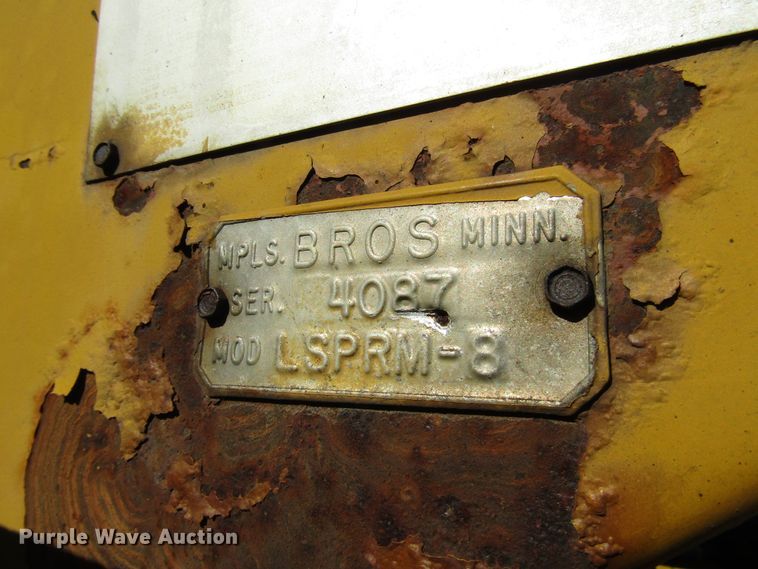 MPLS. BROS MINN.
SER. 4087
MOD LSPRM-8
Purple Wave Auction